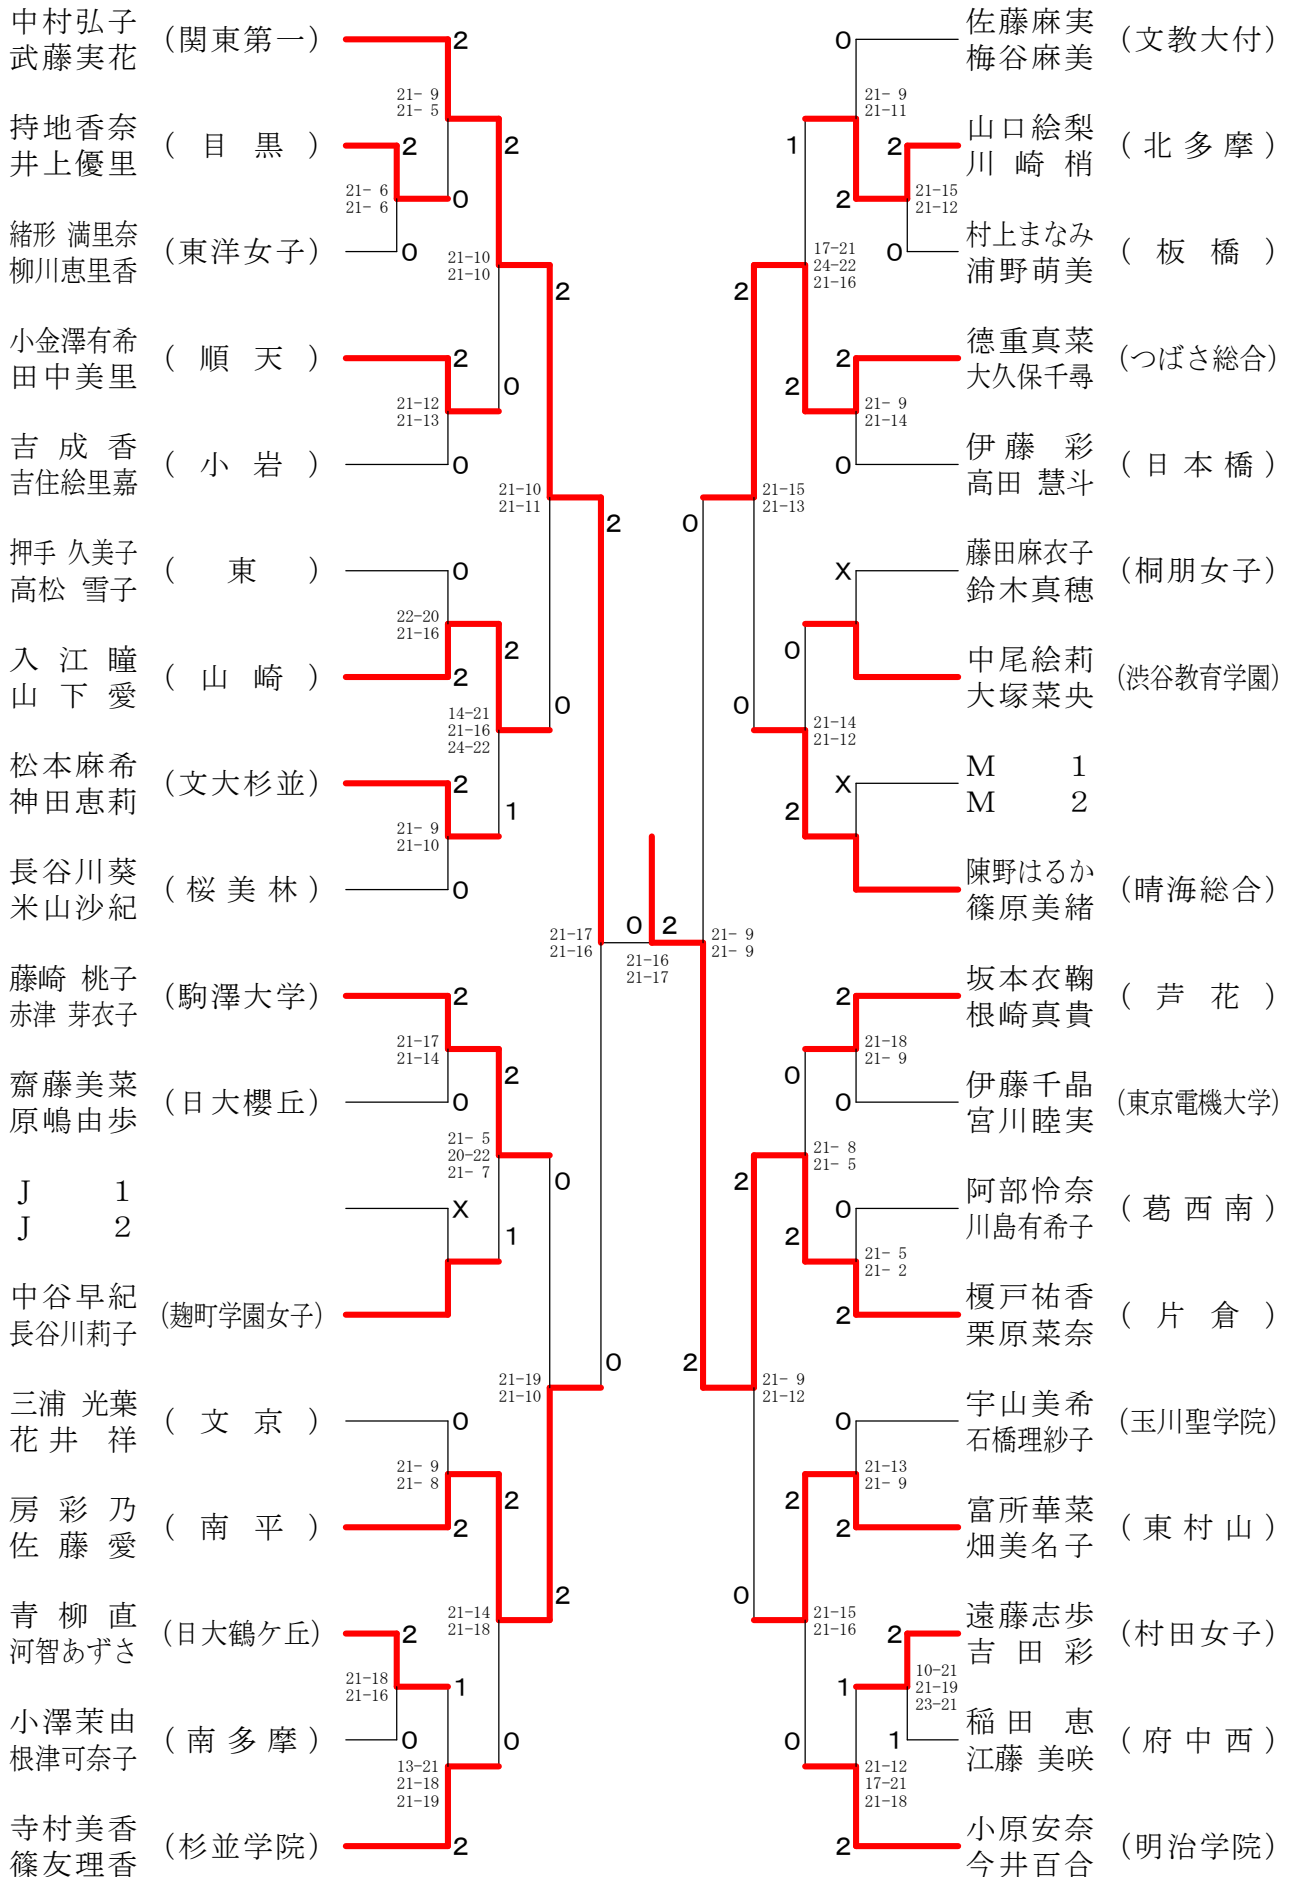 中村弘子
武藤実花
(関東第一)
2
21- 9
21- 5
持地香奈
井上優里
(目黒)
2
2
21- 6
21- 6
0
緒形 満里奈
柳川恵里香
(東洋女子)
0
21-10
21-10
2
小金澤有希
田中美里
(順天)
2
0
21-12
21-13
吉成香
吉住絵里嘉
(小岩)
0
21-10
21-11
2
押手 久美子
高松 雪子
(東)
0
22-20
21-16
2
入江瞳
山下愛
(山崎)
2
0
14-21
21-16
24-22
松本麻希
神田恵莉
(文大杉並)
2
1
21- 9
21-10
長谷川葵
米山沙紀
(桜美林)
0
21-17
21-16
0
2
21-16
21-17
藤崎 桃子
赤津 芽衣子
(駒澤大学)
2
21-17
21-14
2
齋藤美菜
原嶋由歩
(日大櫻丘)
0
21- 5
20-22
21- 7
0
J 1
J 2
X
1
中谷早紀
長谷川莉子
(麹町学園女子)
0
21-19
21-10
三浦 光葉
花井 祥
(文京)
0
21- 9
21- 8
2
房彩乃
佐藤愛
(南平)
2
2
21-14
21-18
青柳直
河智あずさ
(日大鶴ケ丘)
2
21-18
21-16
1
小澤茉由
根津可奈子
(南多摩)
0
0
13-21
21-18
21-19
寺村美香
篠友理香
(杉並学院)
2
0
佐藤麻実
梅谷麻美
(文教大付)
21- 9
21-11
1
2
山口絵梨
川崎梢
(北多摩)
2
21-15
21-12
0
村上まなみ
浦野萌美
(板橋)
17-21
24-22
21-16
2
2
2
德重真菜
大久保千尋
(つばさ総合)
21- 9
21-14
0
伊藤 彩
高田 慧斗
(日本橋)
21-15
21-13
0
X
藤田麻衣子
鈴木真穂
(桐朋女子)
0
中尾絵莉
大塚菜央
(渋谷教育学園)
0
21-14
21-12
X
M 1
M 2
2
陳野はるか
篠原美緒
(晴海総合)
21- 9
21- 9
2
坂本衣鞠
根崎真貴
(芦花)
21-18
21- 9
0
0
伊藤千晶
宮川睦実
(東京電機大学)
21- 8
21- 5
2
0
阿部怜奈
川島有希子
(葛西南)
2
21- 5
21- 2
2
榎戸祐香
栗原菜奈
(片倉)
2
21- 9
21-12
0
宇山美希
石橋理紗子
(玉川聖学院)
21-13
21- 9
2
2
富所華菜
畑美名子
(東村山)
0
21-15
21-16
2
遠藤志歩
吉田彩
(村田女子)
10-21
21-19
23-21
1
0
1
稲田 恵
江藤 美咲
(府中西)
21-12
17-21
21-18
2
小原安奈
今井百合
(明治学院)